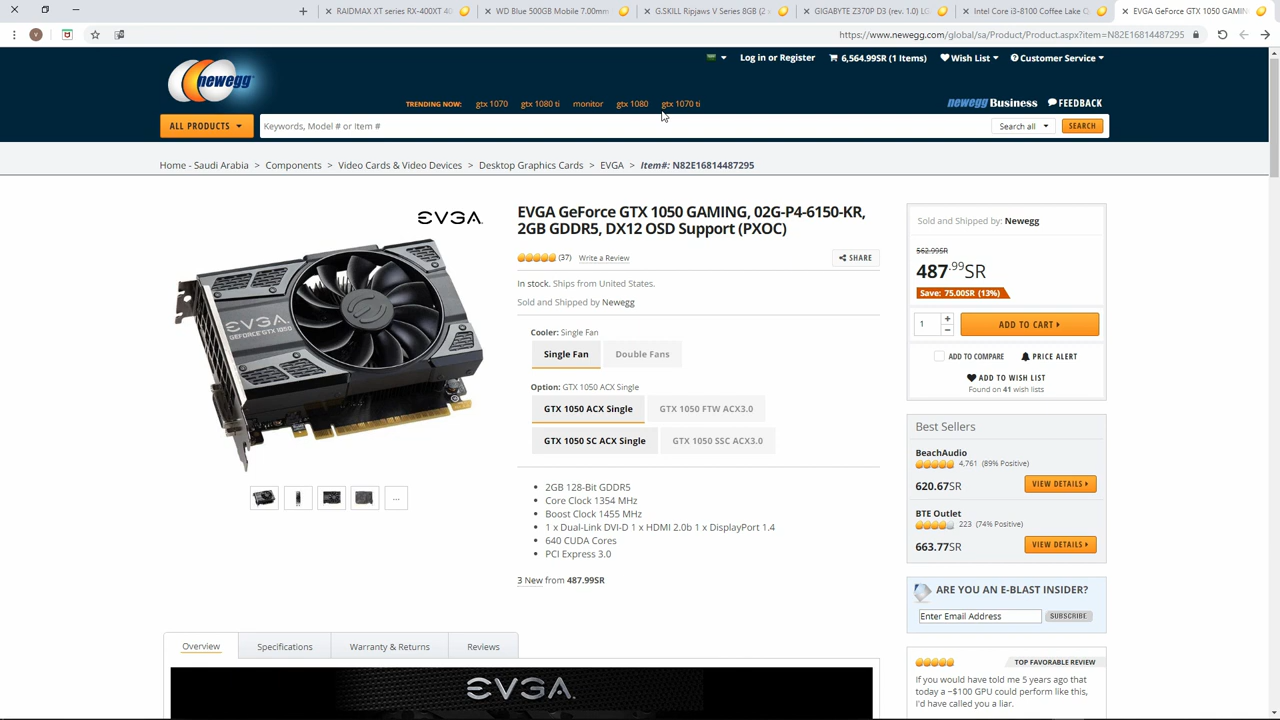 RAIDMAX XT series RX-400XT 40
WD Blue 500GB Mobile 7.00mm
G.SKILL Ripjaws V Series 8GB (2 x
GIGABYTE Z370P D3 (rev. 1.0) LG
Intel Core i3-8100 Coffee Lake Q
EVGA GeForce GTX 1050 GAMING
V
https://www.newegg.com/global/sa/Product/Product.aspx?item=N82E16814487295
newegg
Log in or Register
6,564.99SR (1 Items)
Wish List
Customer Service
TRENDING NOW: gtx 1070 gtx 1080 ti monitor gtx 1080 gtx 1070 ti
newegg Business
FEEDBACK
ALL PRODUCTS
Keywords, Model # or Item #
Search all
SEARCH
Home - Saudi Arabia > Components > Video Cards & Video Devices > Desktop Graphics Cards > EVGA > Item#: N82E16814487295
EVGA
EVGA GEFORCE GTX 1050
EVGA GeForce GTX 1050 GAMING, 02G-P4-6150-KR,
2GB GDDR5, DX12 OSD Support (PXOC)
(37) Write a Review
SHARE
In stock. Ships from United States.
Sold and Shipped by Newegg
Cooler: Single Fan
Single Fan
Double Fans
Option: GTX 1050 ACX Single
GTX 1050 ACX Single
GTX 1050 FTW ACX3.0
GTX 1050 SC ACX Single
GTX 1050 SSC ACX3.0
2GB 128-Bit GDDR5
Core Clock 1354 MHz
Boost Clock 1455 MHz
1 x Dual-Link DVI-D 1 x HDMI 2.0b 1 x DisplayPort 1.4
640 CUDA Cores
PCI Express 3.0
3 New from 487.99SR
...
Sold and Shipped by: Newegg
562.99SR
487.99SR
Save: 75.00SR (13%)
1
+
−
ADD TO CART
ADD TO COMPARE
PRICE ALERT
ADD TO WISH LIST
Found on 41 wish lists
Best Sellers
BeachAudio
4,761 (89% Positive)
620.67SR
VIEW DETAILS
BTE Outlet
223 (74% Positive)
663.77SR
VIEW DETAILS
ARE YOU AN E-BLAST INSIDER?
Enter Email Address
SUBSCRIBE
Overview
Specifications
Warranty & Returns
Reviews
EVGA.
TOP FAVORABLE REVIEW
If you would have told me 5 years ago that
today a ~$100 GPU could perform like this,
I'd have called you a liar.